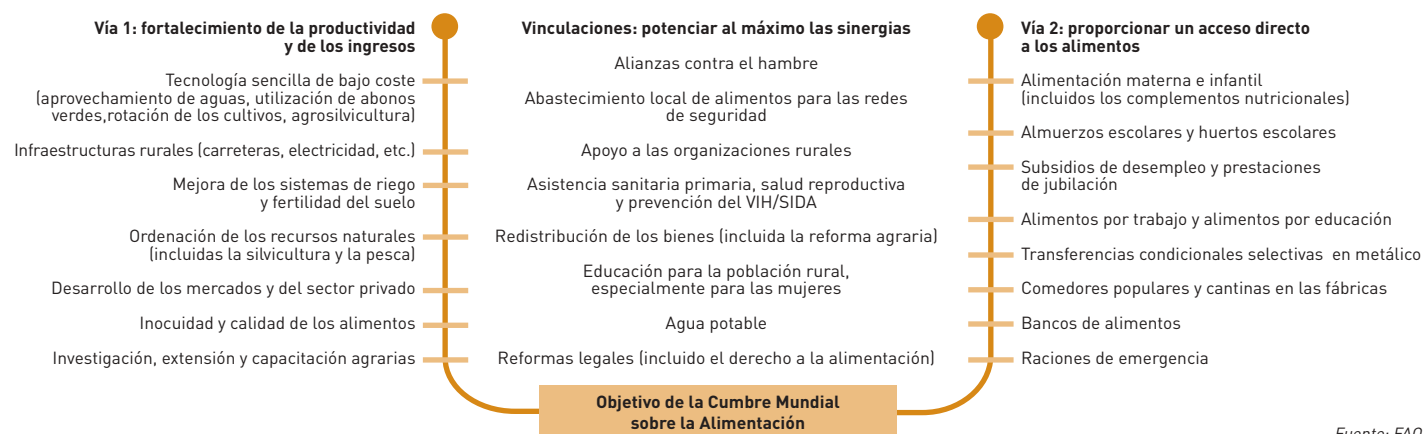 Vía 1: fortalecimiento de la productividad
y de los ingresos
Tecnología sencilla de bajo coste
(aprovechamiento de aguas, utilización de abonos
verdes,rotación de los cultivos, agrosilvicultura)
Infraestructuras rurales (carreteras, electricidad, etc.)
Mejora de los sistemas de riego
y fertilidad del suelo
Ordenación de los recursos naturales
(incluidas la silvicultura y la pesca)
Desarrollo de los mercados y del sector privado
Inocuidad y calidad de los alimentos
Investigación, extensión y capacitación agrarias
Vinculaciones: potenciar al máximo las sinergias
Alianzas contra el hambre
Abastecimiento local de alimentos para las redes
de seguridad
Apoyo a las organizaciones rurales
Asistencia sanitaria primaria, salud reproductiva
y prevención del VIH/SIDA
Redistribución de los bienes (incluida la reforma agraria)
Educación para la población rural,
especialmente para las mujeres
Agua potable
Reformas legales (incluido el derecho a la alimentación)
Vía 2: proporcionar un acceso directo
a los alimentos
Alimentación materna e infantil
(incluidos los complementos nutricionales)
Almuerzos escolares y huertos escolares
Subsidios de desempleo y prestaciones
de jubilación
Alimentos por trabajo y alimentos por educación
Transferencias condicionales selectivas en metálico
Comedores populares y cantinas en las fábricas
Bancos de alimentos
Raciones de emergencia
Objetivo de la Cumbre Mundial
sobre la Alimentación
Fuente: FAO